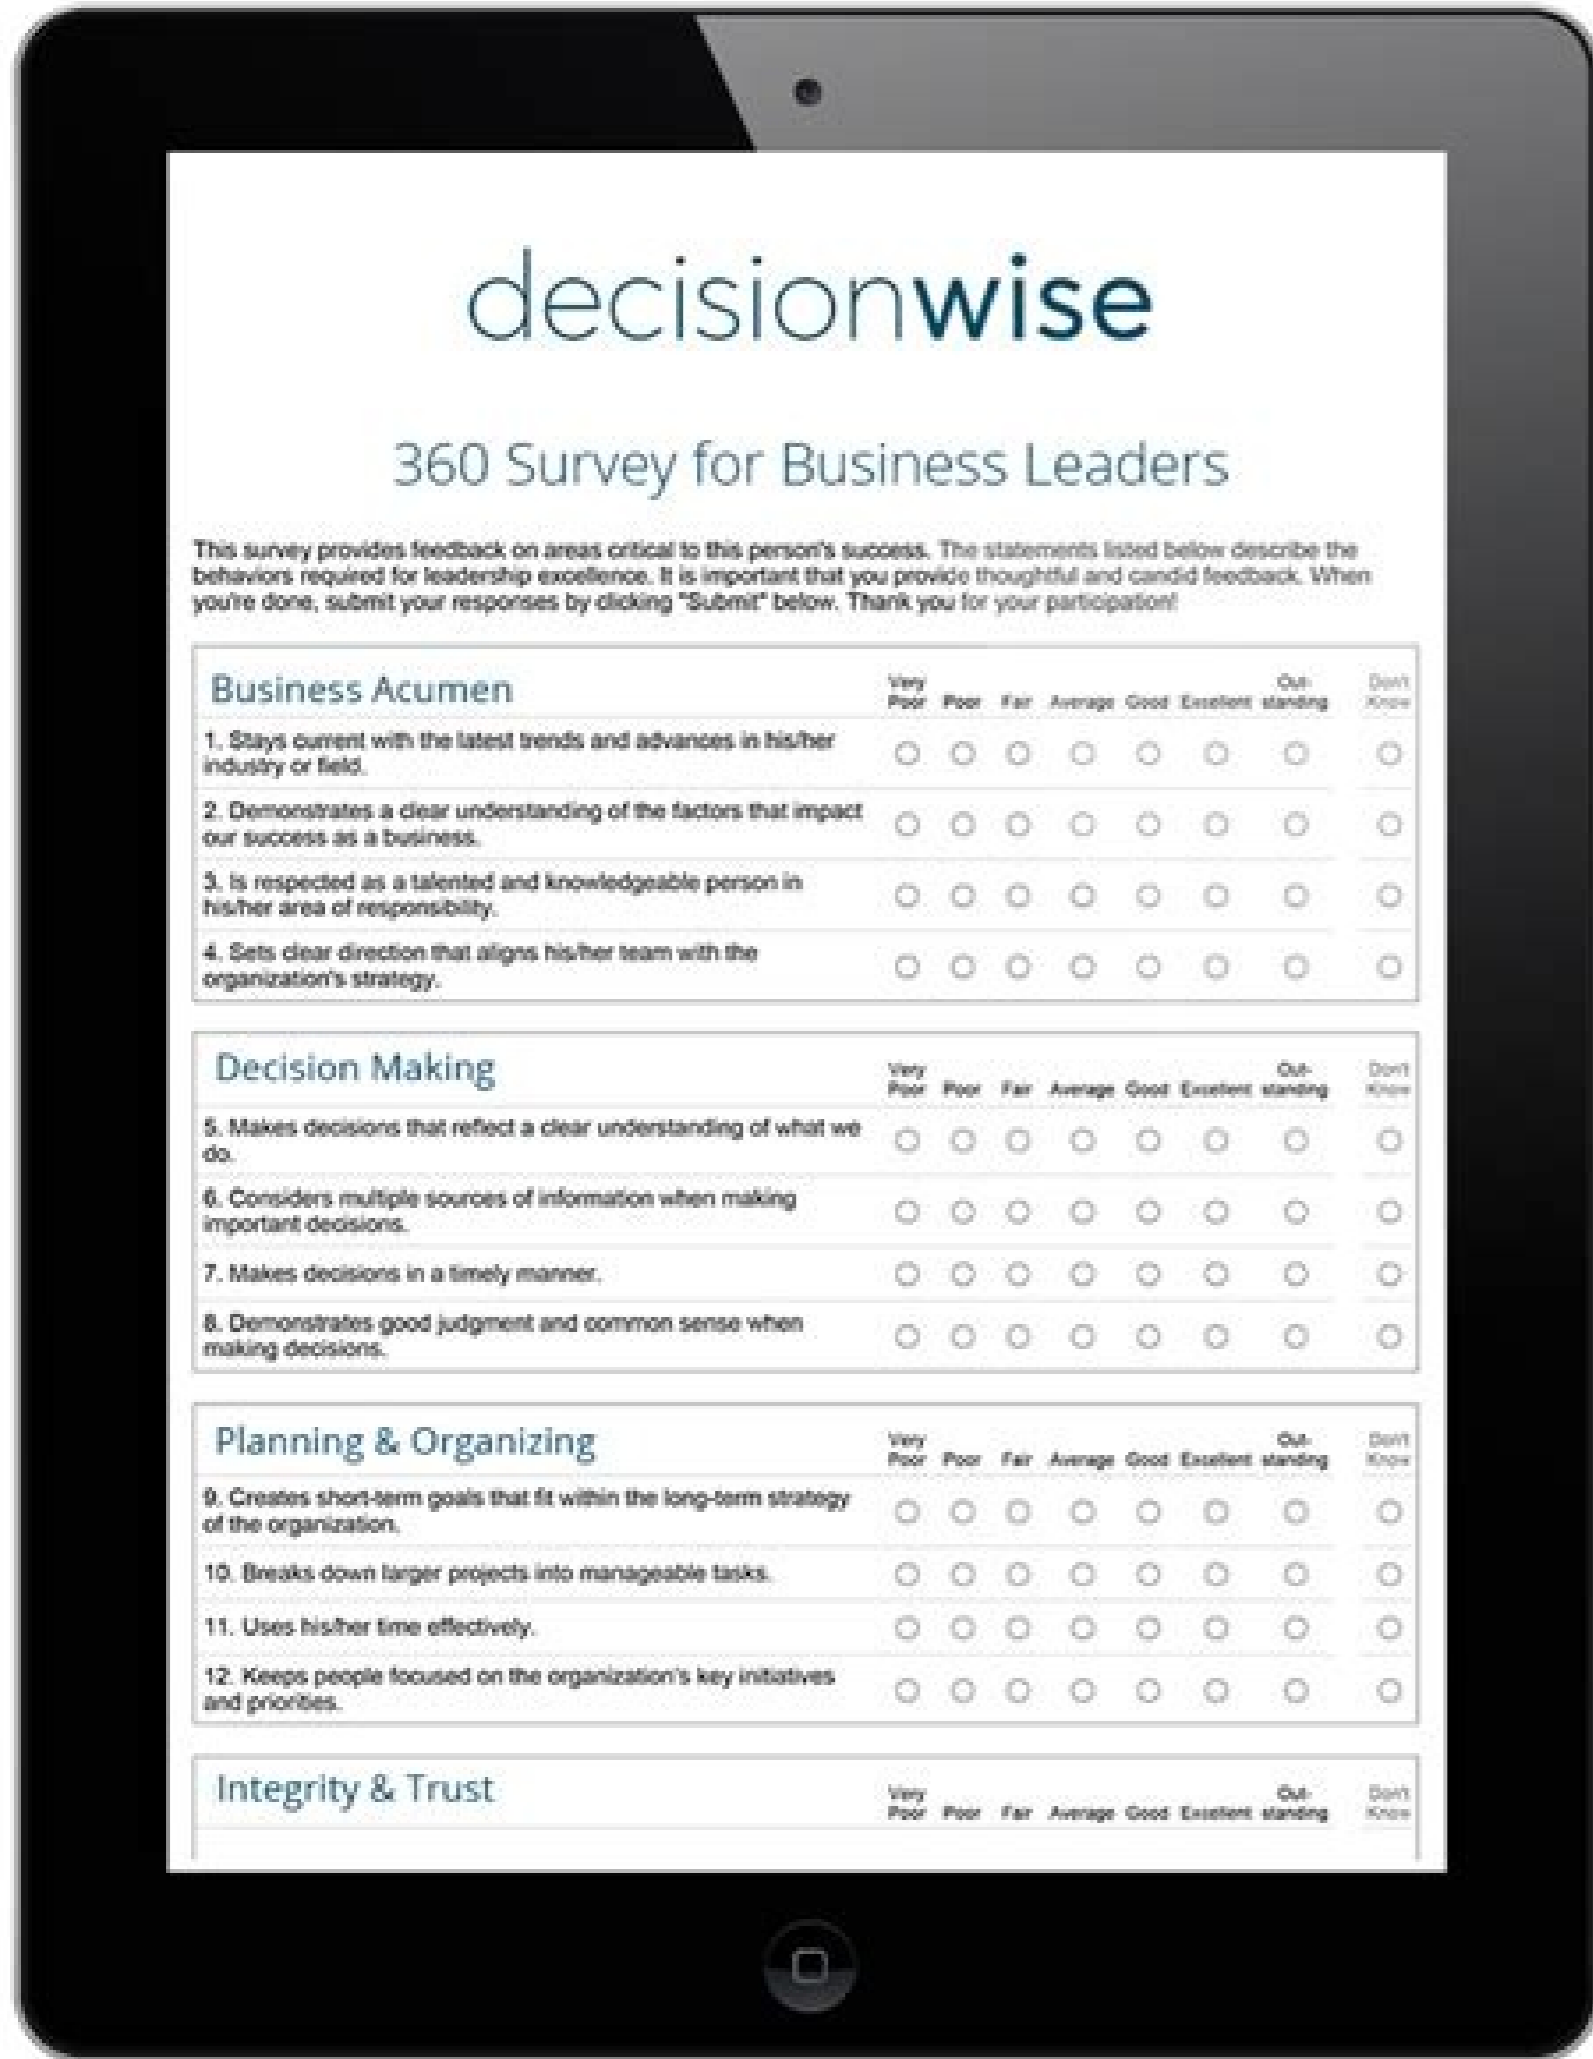 decisionwise
360 Survey for Business Leaders
This survey provides feedback on areas critical to this person's success. The statements listed below describe the
behaviors required for leadership excellence. It is important that you provide thoughtful and candid feedback. When
you're done, submit your responses by clicking "Submit" below. Thank you for your participation!
Business Acumen
Very Poor Poor Fair Average Good Excellent Out-standing Don't Know
1. Stays current with the latest trends and advances in his/her
industry or field.
2. Demonstrates a clear understanding of the factors that impact
our success as a business.
3. Is respected as a talented and knowledgeable person in
his/her area of responsibility.
4. Sets clear direction that aligns his/her team with the
organization's strategy.
Decision Making
Very Poor Poor Fair Average Good Excellent Out-standing Don't Know
5. Makes decisions that reflect a clear understanding of what we
do.
6. Considers multiple sources of information when making
important decisions.
7. Makes decisions in a timely manner.
8. Demonstrates good judgment and common sense when
making decisions.
Planning & Organizing
Very Poor Poor Fair Average Good Excellent Out-standing Don't Know
9. Creates short-term goals that fit within the long-term strategy
of the organization.
10. Breaks down larger projects into manageable tasks.
11. Uses his/her time effectively.
12. Keeps people focused on the organization's key initiatives
and priorities.
Integrity & Trust
Very Poor Poor Fair Average Good Excellent Out-standing Don't Know